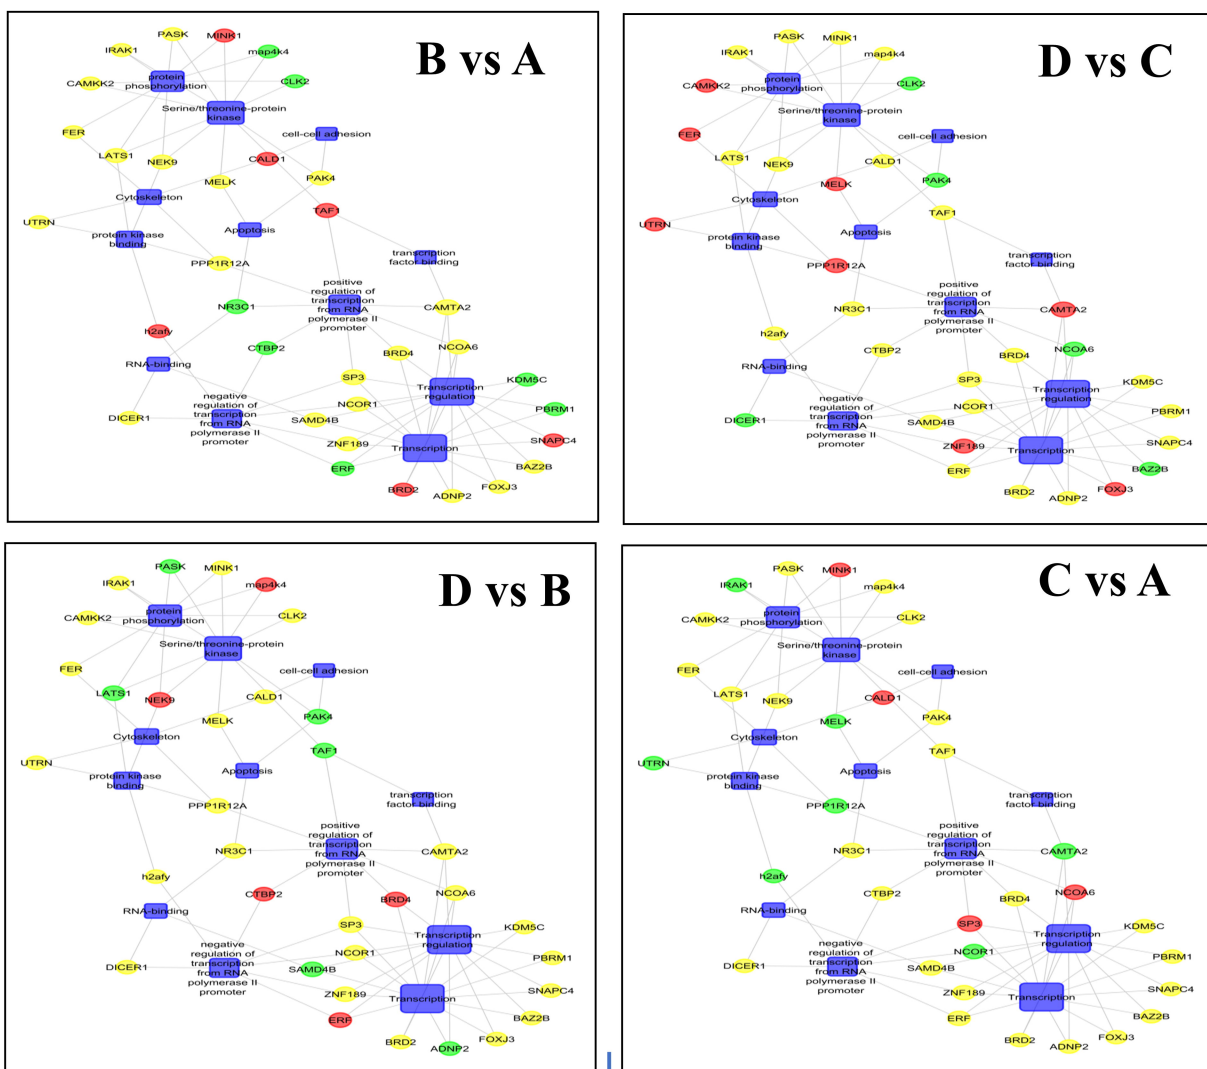 B vs A
PASK
MINK1
IRAK1
map4k4
CAMKK2
protein
phosphorylation
CLK2
Serine/threonine-protein
kinase
FER
cell-cell adhesion
LATS1
NEK9
CALD1
MELK
PAK4
Cytoskeleton
TAF1
UTRN
protein kinase
binding
Apoptosis
PPP1R12A
transcription
factor binding
positive
regulation of
transcription
from RNA
polymerase II
promoter
NR3C1
CAMTA2
h2afy
CTBP2
BRD4
NCOA6
RNA-binding
SP3
Transcription
regulation
KDM5C
negative
regulation of
transcription
from RNA
polymerase II
promoter
NCOR1
PBRM1
DICER1
SAMD4B
ZNF189
Transcription
SNAPC4
ERF
BAZ2B
BRD2
ADNP2
FOXJ3
D vs C
PASK
MINK1
IRAK1
map4k4
CAMKK2
protein
phosphorylation
CLK2
Serine/threonine-protein
kinase
FER
cell-cell adhesion
LATS1
NEK9
CALD1
MELK
PAK4
Cytoskeleton
TAF1
UTRN
protein kinase
binding
Apoptosis
PPP1R12A
transcription
factor binding
positive
regulation of
transcription
from RNA
polymerase II
promoter
NR3C1
CAMTA2
h2afy
CTBP2
BRD4
NCOA6
RNA-binding
SP3
Transcription
regulation
KDM5C
negative
regulation of
transcription
from RNA
polymerase II
promoter
NCOR1
PBRM1
DICER1
SAMD4B
ZNF189
Transcription
SNAPC4
ERF
BAZ2B
BRD2
ADNP2
FOXJ3
D vs B
PASK
MINK1
IRAK1
map4k4
CAMKK2
protein
phosphorylation
CLK2
Serine/threonine-protein
kinase
FER
cell-cell adhesion
LATS1
NEK9
CALD1
MELK
PAK4
Cytoskeleton
TAF1
UTRN
protein kinase
binding
Apoptosis
PPP1R12A
transcription
factor binding
positive
regulation of
transcription
from RNA
polymerase II
promoter
NR3C1
CAMTA2
h2afy
CTBP2
BRD4
NCOA6
RNA-binding
SP3
Transcription
regulation
KDM5C
negative
regulation of
transcription
from RNA
polymerase II
promoter
NCOR1
PBRM1
DICER1
SAMD4B
ZNF189
Transcription
SNAPC4
ERF
BAZ2B
BRD2
ADNP2
FOXJ3
C vs A
PASK
MINK1
IRAK1
map4k4
CAMKK2
protein
phosphorylation
CLK2
Serine/threonine-protein
kinase
FER
cell-cell adhesion
LATS1
NEK9
CALD1
MELK
PAK4
Cytoskeleton
TAF1
UTRN
protein kinase
binding
Apoptosis
PPP1R12A
transcription
factor binding
positive
regulation of
transcription
from RNA
polymerase II
promoter
NR3C1
CAMTA2
h2afy
CTBP2
BRD4
NCOA6
RNA-binding
SP3
Transcription
regulation
KDM5C
negative
regulation of
transcription
from RNA
polymerase II
promoter
NCOR1
PBRM1
DICER1
SAMD4B
ZNF189
Transcription
SNAPC4
ERF
BAZ2B
BRD2
ADNP2
FOXJ3